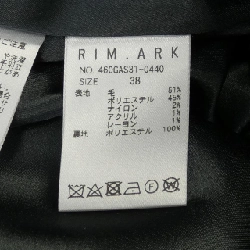 RIM.ARK
NO. 460GAS31-0440
SIZE 38
表地 毛 51%
ポリエステル 45%
ナイロン 2%
アクリル 1%
レーヨン 1%
裏地 ポリエステル 100%